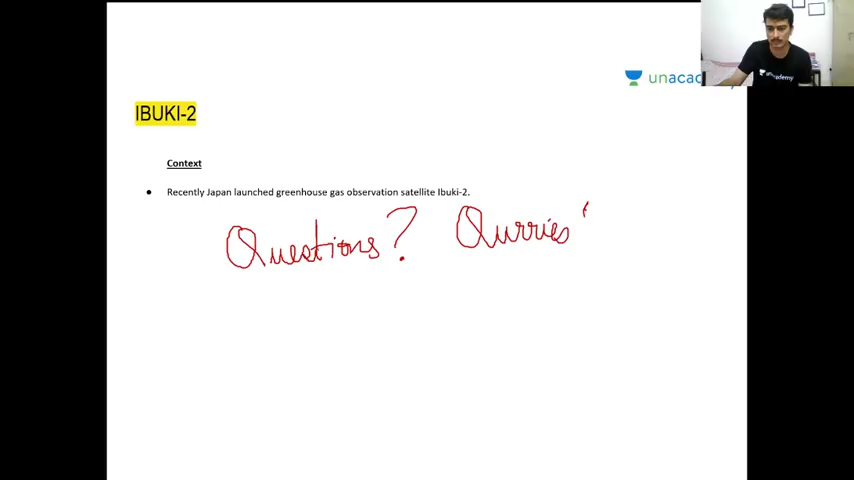 unacad
IBUKI-2
Context
Recently Japan launched greenhouse gas observation satellite Ibuki-2.
Questions? Qurries